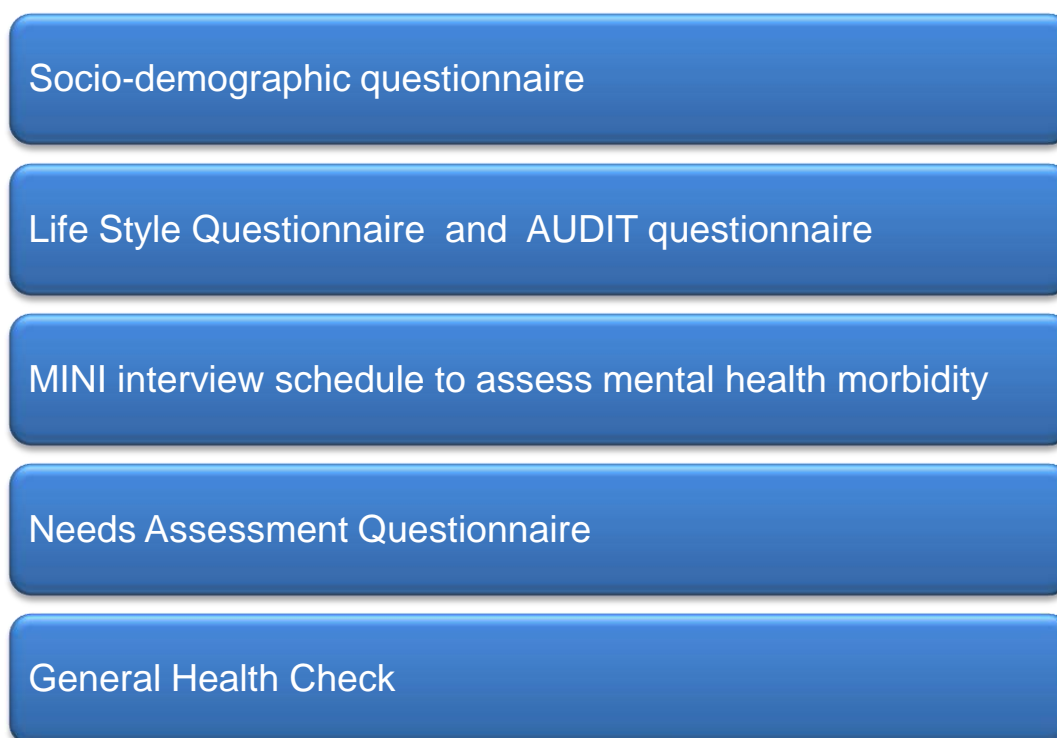 Socio-demographic questionnaire
Life Style Questionnaire and AUDIT questionnaire
MINI interview schedule to assess mental health morbidity
Needs Assessment Questionnaire
General Health Check